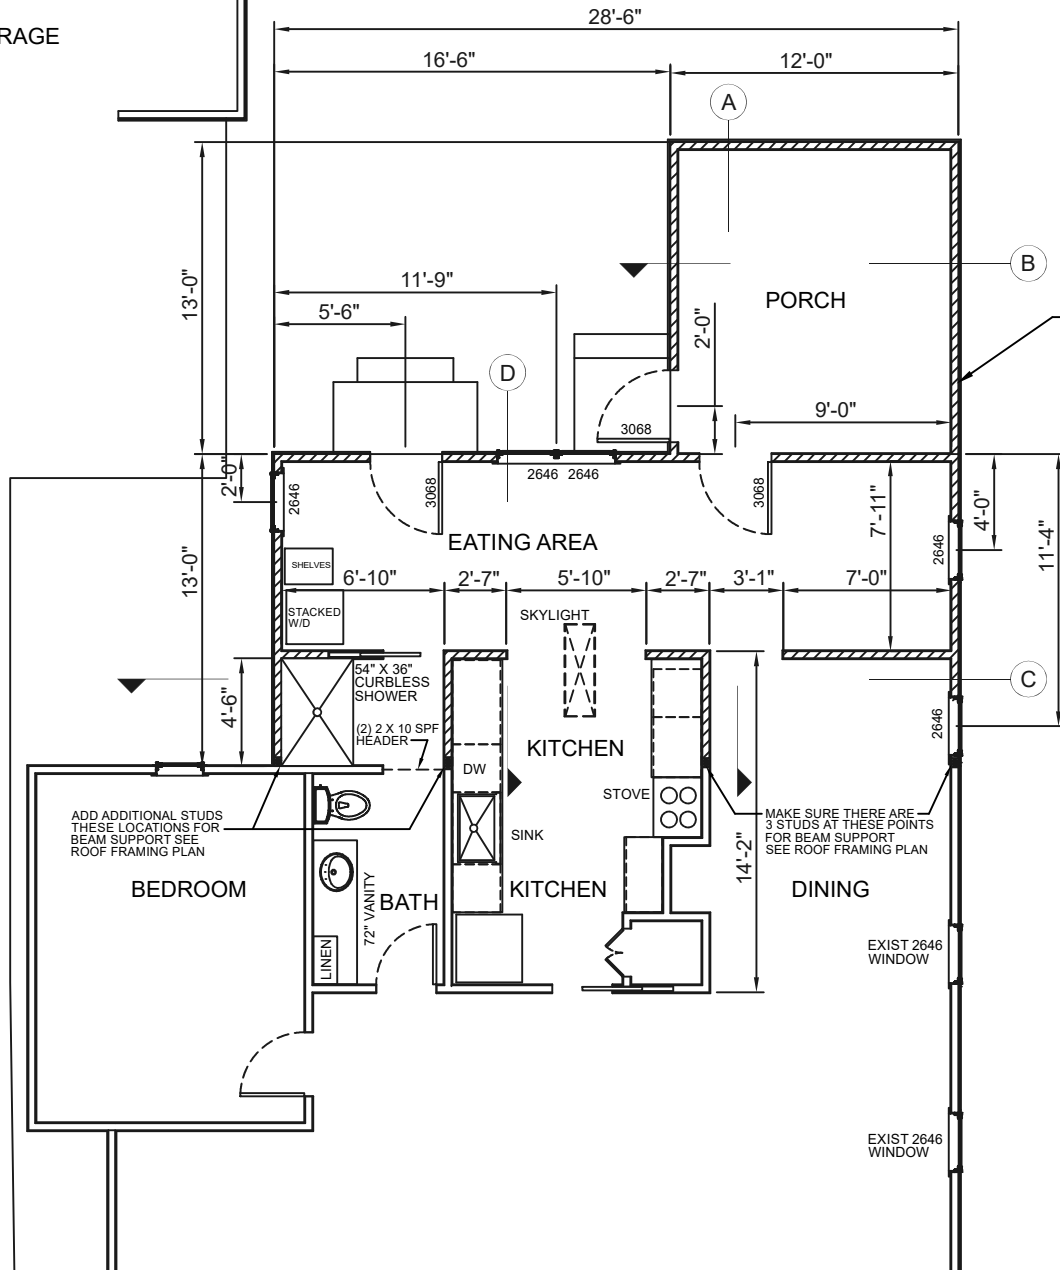 28'-6"
RAGE
16'-6"
12'-0"
A
B
13'-0"
11'-9"
PORCH
5'-6"
2'-0"
D
9'-0"
3068
2'-0"
2646
2646 2646
3068
3068
7'-11"
4'-0"
11'-4"
EATING AREA
2646
13'-0"
SHELVES
6'-10"
2'-7"
5'-10"
2'-7"
3'-1"
7'-0"
STACKED
W/D
SKYLIGHT
4'-6"
54" X 36"
CURBLESS
SHOWER
C
2646
(2) 2 X 10 SPF
HEADER
KITCHEN
DW
STOVE
ADD ADDITIONAL STUDS
THESE LOCATIONS FOR
BEAM SUPPORT SEE
ROOF FRAMING PLAN
SINK
MAKE SURE THERE ARE
3 STUDS AT THESE POINTS
FOR BEAM SUPPORT
SEE ROOF FRAMING PLAN
14'-2"
BEDROOM
72" VANITY
BATH
KITCHEN
DINING
LINEN
EXIST 2646
WINDOW
EXIST 2646
WINDOW